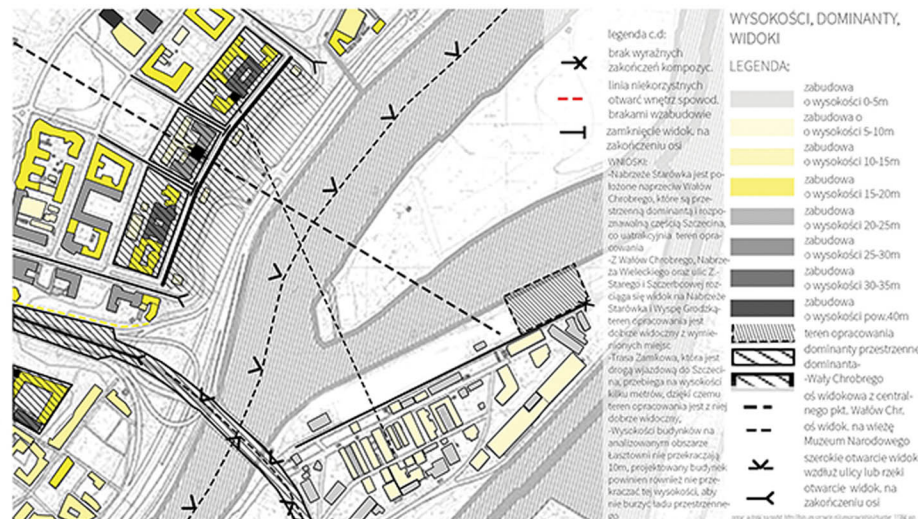 legenda c.d:
brak wyraźnych
zakończeń kompozyc.
linia niekorzystnych
otwarć wnętrz spowod.
brakami wzabudowie
zamknięcie widok. na
zakończeniu osi
WNIOSKI:
-Nabrzeże Starówka jest po-
łożone naprzeciw Wałów
Chrobrego, które są prze-
strzenną dominantą i rozpo-
znawalną częścią Szczecina,
co uatrakcyjnia teren opra-
cowania
-Z Wałów Chrobrego, Nabrze-
ża Wieleckiego oraz ulic Z.
Starego i Szczerbcowej roz-
ciąga się widok na Nabrzeże
Starówka i Wyspę Grodzką-
teren opracowania jest
dobrze widoczny z wymie-
nionych miejsc
-Trasa Zamkowa, która jest
drogą wjazdową do Szczeci-
na, przebiega na wysokości
kilku metrów, dzięki czemu
teren opracowania jest z niej
dobrze widoczny,
-Wysokości budynków na
analizowanym obszarze
Łasztowni nie przekraczają
10m, projektowany budynek
powinien również nie prze-
kraczać tej wysokości, aby
nie burzyć ładu przestrzenne-
go
WYSOKOŚCI, DOMINANTY,
WIDOKI
LEGENDA:
zabudowa
o wysokości 0-5m
zabudowa o
o wysokości 5-10m
zabudowa
o wysokości 10-15m
zabudowa
o wysokości 15-20m
zabudowa
o wysokości 20-25m
zabudowa
o wysokości 25-30m
zabudowa
o wysokości 30-35m
zabudowa
o wysokości pow.40m
teren opracowania
dominanty przestrzenne
dominanta-
-Wały Chrobrego
oś widokowa z central-
nego pkt. Wałów Chr.
oś widok. na wieżę
Muzeum Narodowego
szerokie otwarcie widok.
wzdłuż ulicy lub rzeki
otwarcie widok. na
zakończeniu osi